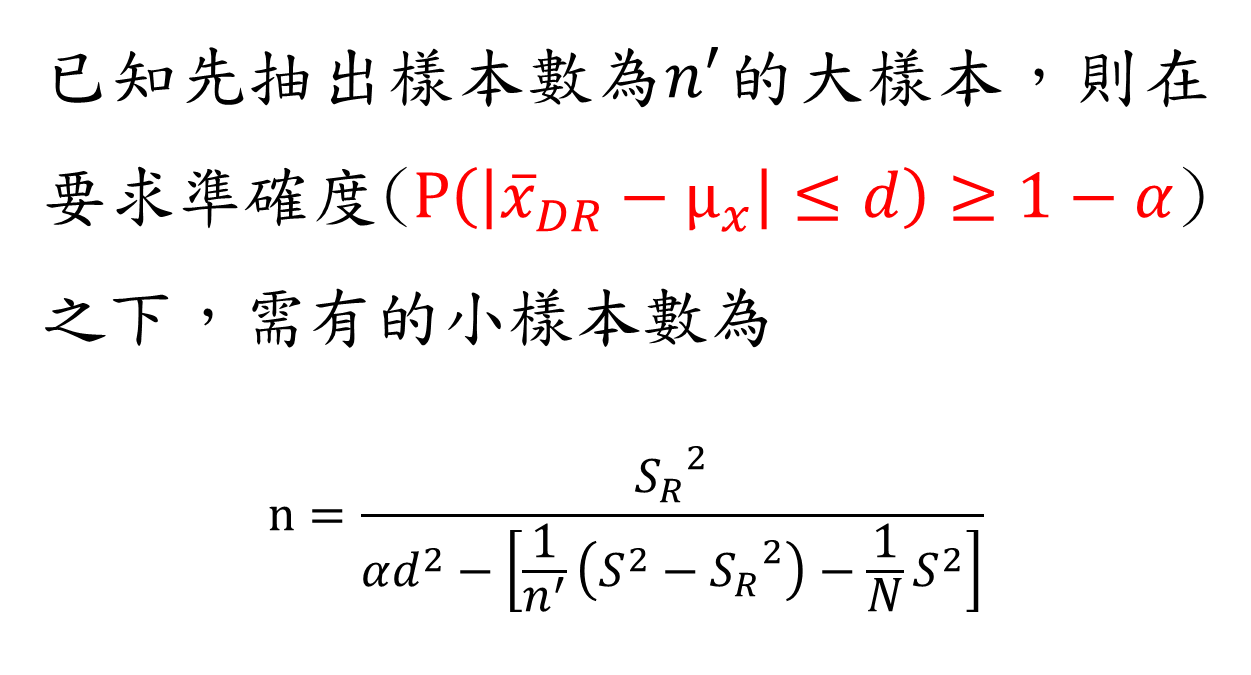 已知先抽出樣本數為n′的大樣本，則在
要求準確度(P(|x̄_DR − μ_x| ≤ d) ≥ 1 − α)
之下，需有的小樣本數為
n = S_R² / (αd² − [1/n′ (S² − S_R²) − 1/N S²])